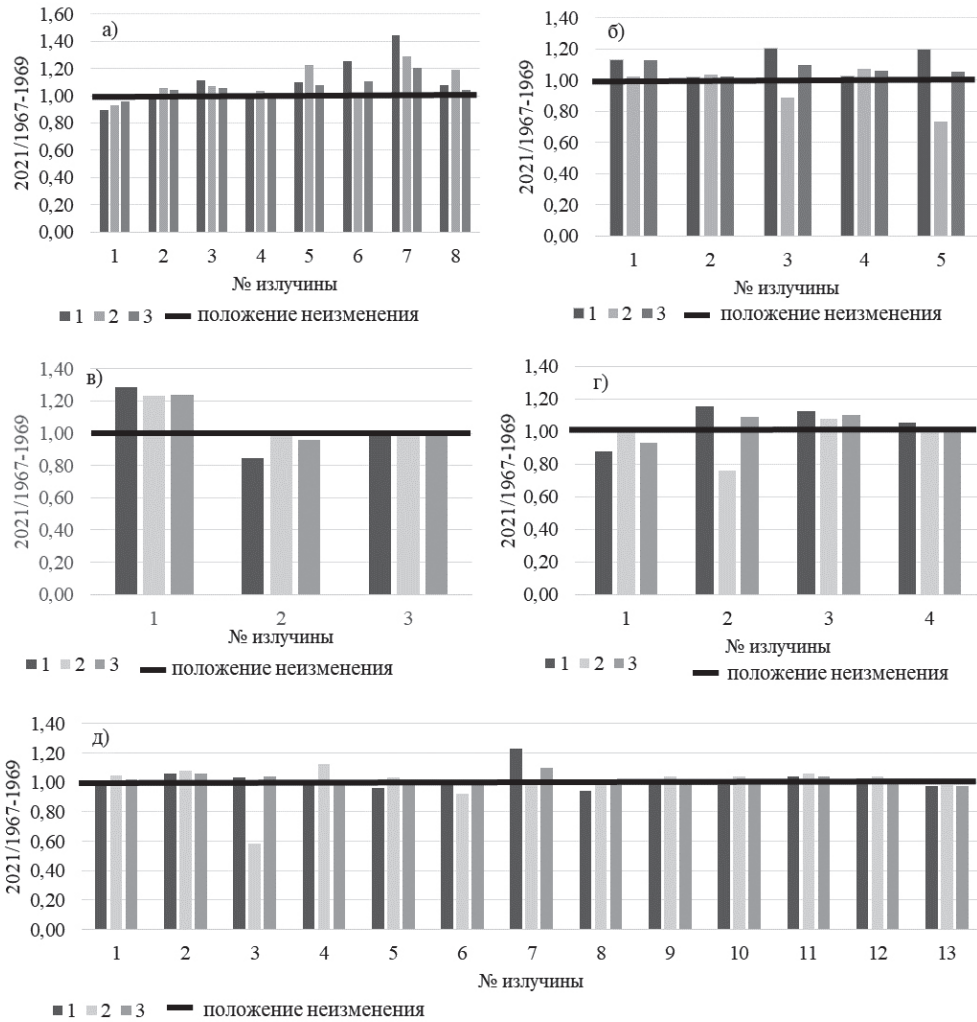 а)
2021/1967-1969
1,60
1,40
1,20
1,00
0,80
0,60
0,40
0,20
0,00
1 2 3 4 5 6 7 8
№ излучины
1 2 3 положение неизменения
б)
2021/1967-1969
1,40
1,20
1,00
0,80
0,60
0,40
0,20
0,00
1 2 3 4 5
№ излучины
1 2 3 положение неизменения
в)
2021/1967-1969
1,40
1,20
1,00
0,80
0,60
0,40
0,20
0,00
1 2 3
№ излучины
1 2 3 положение неизменения
г)
2021/1967-1969
1,40
1,20
1,00
0,80
0,60
0,40
0,20
0,00
1 2 3 4
№ излучины
1 2 3 положение неизменения
д)
2021/1967-1969
1,40
1,20
1,00
0,80
0,60
0,40
0,20
0,00
1 2 3 4 5 6 7 8 9 10 11 12 13
№ излучины
1 2 3 положение неизменения